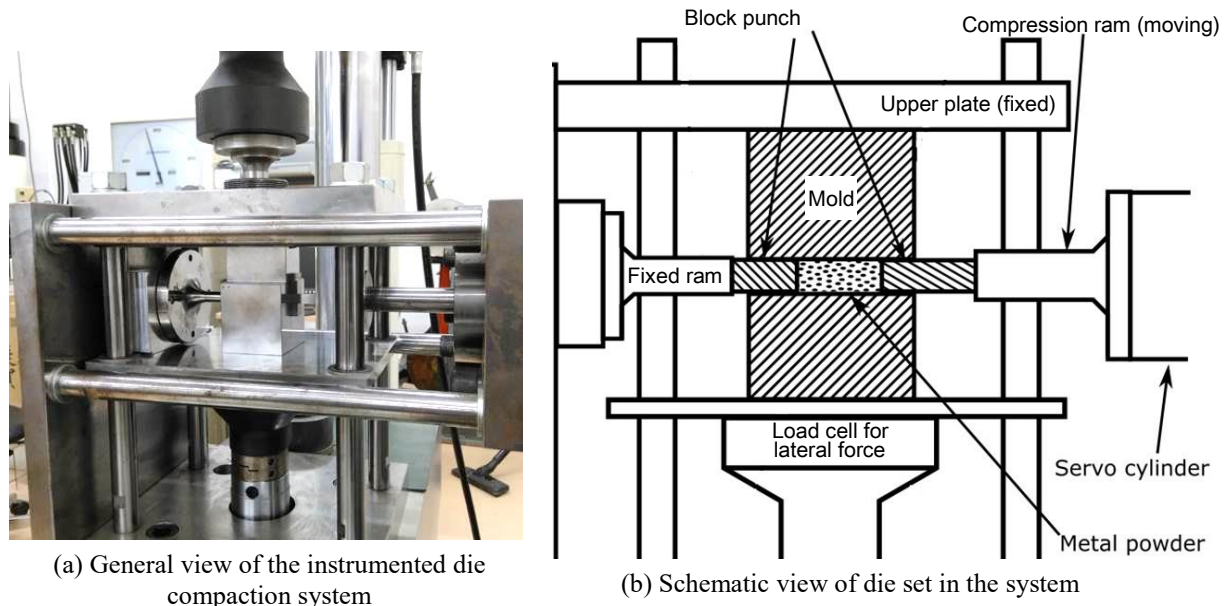 Block punch
Compression ram (moving)
Upper plate (fixed)
Mold
Fixed ram
Load cell for
lateral force
Servo cylinder
Metal powder
(a) General view of the instrumented die
compaction system
(b) Schematic view of die set in the system